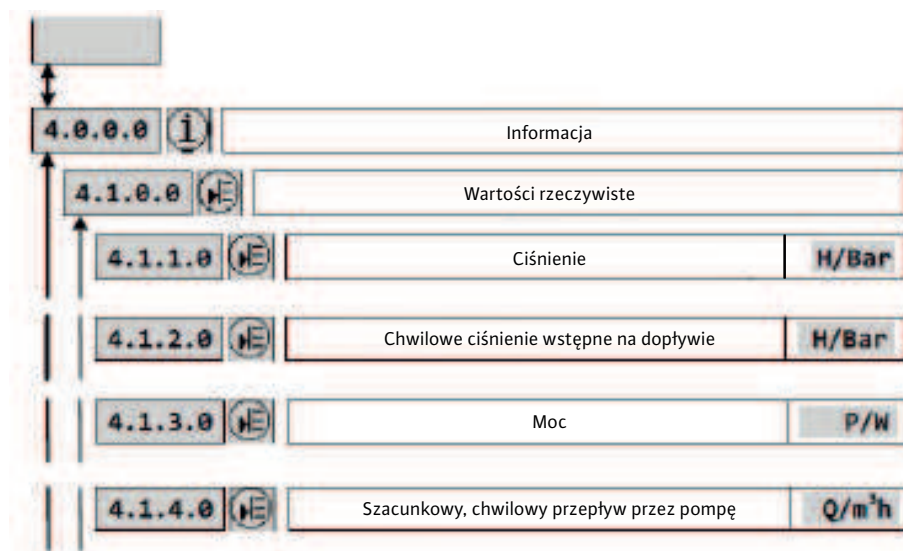 4.0.0.0 i Informacja
4.1.0.0 Wartości rzeczywiste
4.1.1.0 Ciśnienie H/Bar
4.1.2.0 Chwilowe ciśnienie wstępne na dopływie H/Bar
4.1.3.0 Moc P/W
4.1.4.0 Szacunkowy, chwilowy przepływ przez pompę Q/m³h